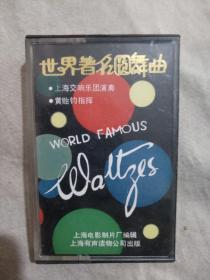 世界著名圆舞曲
●上海交响乐团演奏
●黄贻钧指挥
WORLD FAMOUS
Waltzes
上海电影制片厂编辑
上海有声读物公司出版